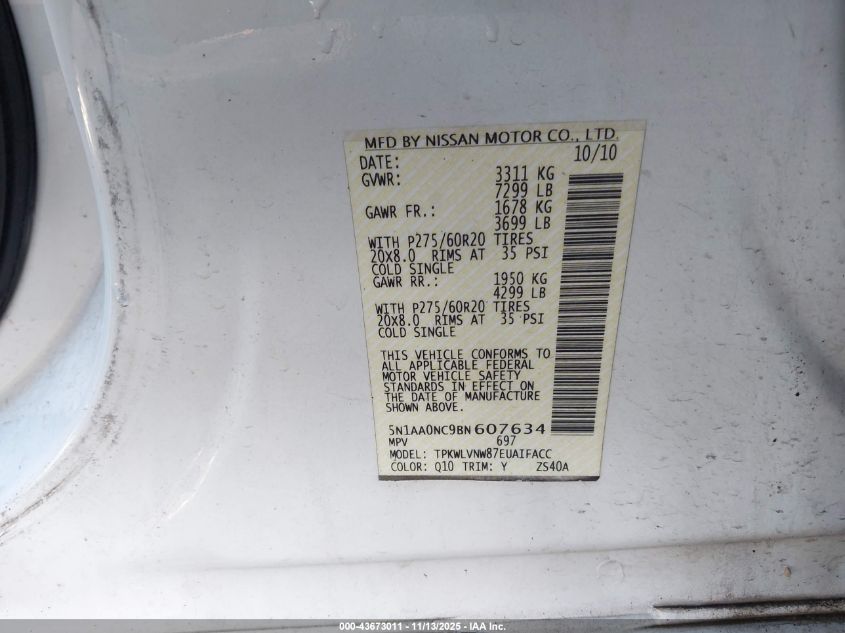 MFD BY NISSAN MOTOR CO., LTD.
DATE: 10/10
GVWR: 3311 KG
7299 LB
GAWR FR.: 1678 KG
3699 LB
WITH P275/60R20 TIRES
20X8.0 RIMS AT 35 PSI
COLD SINGLE
GAWR RR.: 1950 KG
4299 LB
WITH P275/60R20 TIRES
20X8.0 RIMS AT 35 PSI
COLD SINGLE
THIS VEHICLE CONFORMS TO
ALL APPLICABLE FEDERAL
MOTOR VEHICLE SAFETY
STANDARDS IN EFFECT ON
THE DATE OF MANUFACTURE
SHOWN ABOVE.
5N1AA0NC9BN607634
MPV 697
MODEL: TPKWLVNW87EUAIFACC
COLOR: Q10 TRIM: Y ZS40A
000-43673011 - 11/13/2025 - IAA Inc.